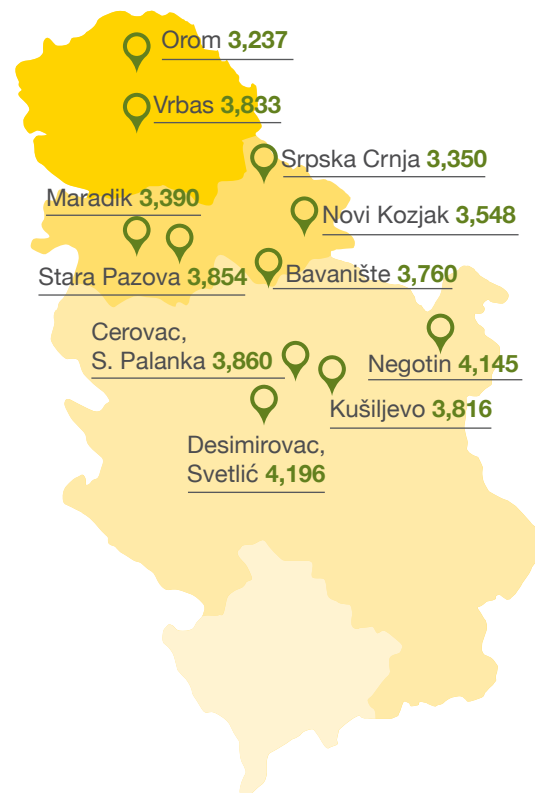 Orom 3,237
Vrbas 3,833
Srpska Crnja 3,350
Maradik 3,390
Novi Kozjak 3,548
Stara Pazova 3,854
Bavanište 3,760
Cerovac,
S. Palanka 3,860
Negotin 4,145
Kušiljevo 3,816
Desimirovac,
Svetlić 4,196